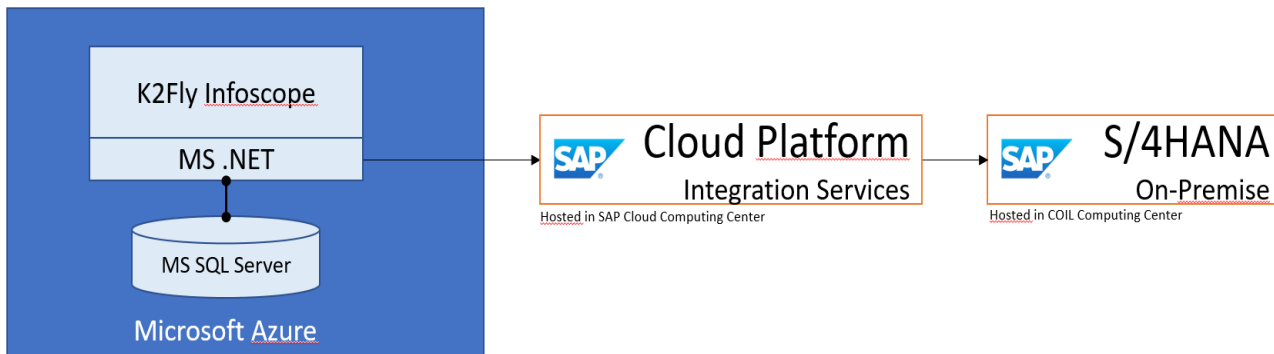 K2Fly Infoscope
MS .NET
MS SQL Server
Microsoft Azure
SAP®
Cloud Platform
Integration Services
Hosted in SAP Cloud Computing Center
SAP®
S/4HANA
On-Premise
Hosted in COIL Computing Center